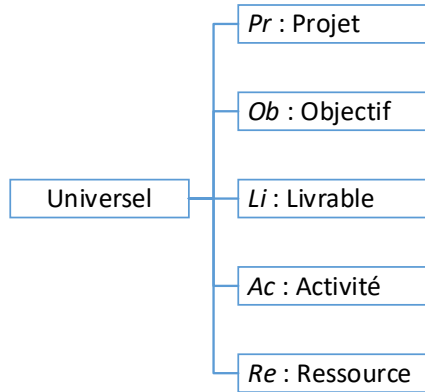 Pr : Projet
Ob : Objectif
Universel
Li : Livrable
Ac : Activité
Re : Ressource